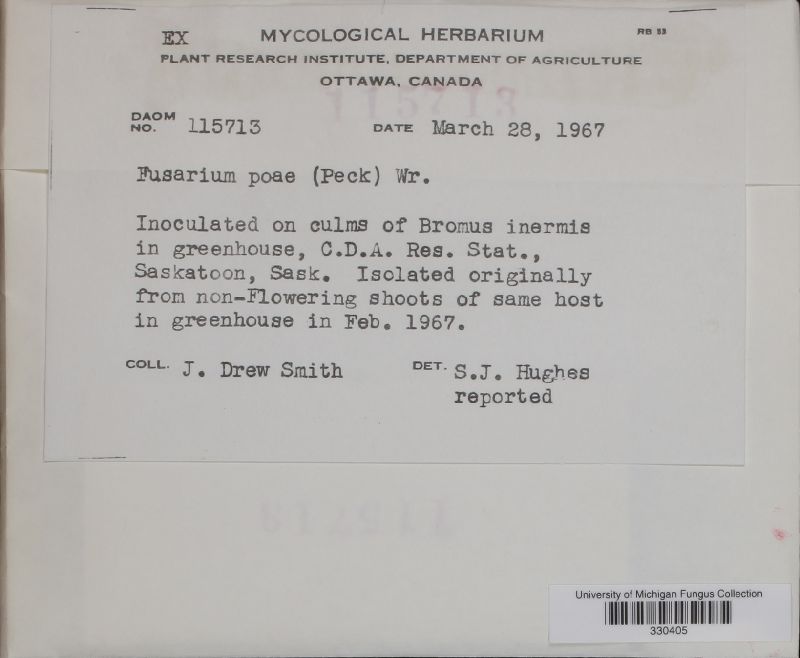 EX MYCOLOGICAL HERBARIUM RB 53
PLANT RESEARCH INSTITUTE, DEPARTMENT OF AGRICULTURE
OTTAWA, CANADA
115713
DAOM NO. 115713 DATE March 28, 1967
Fusarium poae (Peck) Wr.
Inoculated on culms of Bromus inermis
in greenhouse, C.D.A. Res. Stat.,
Saskatoon, Sask. Isolated originally
from non-Flowering shoots of same host
in greenhouse in Feb. 1967.
COLL. J. Drew Smith DET. S.J. Hughes
reported
University of Michigan Fungus Collection
330405